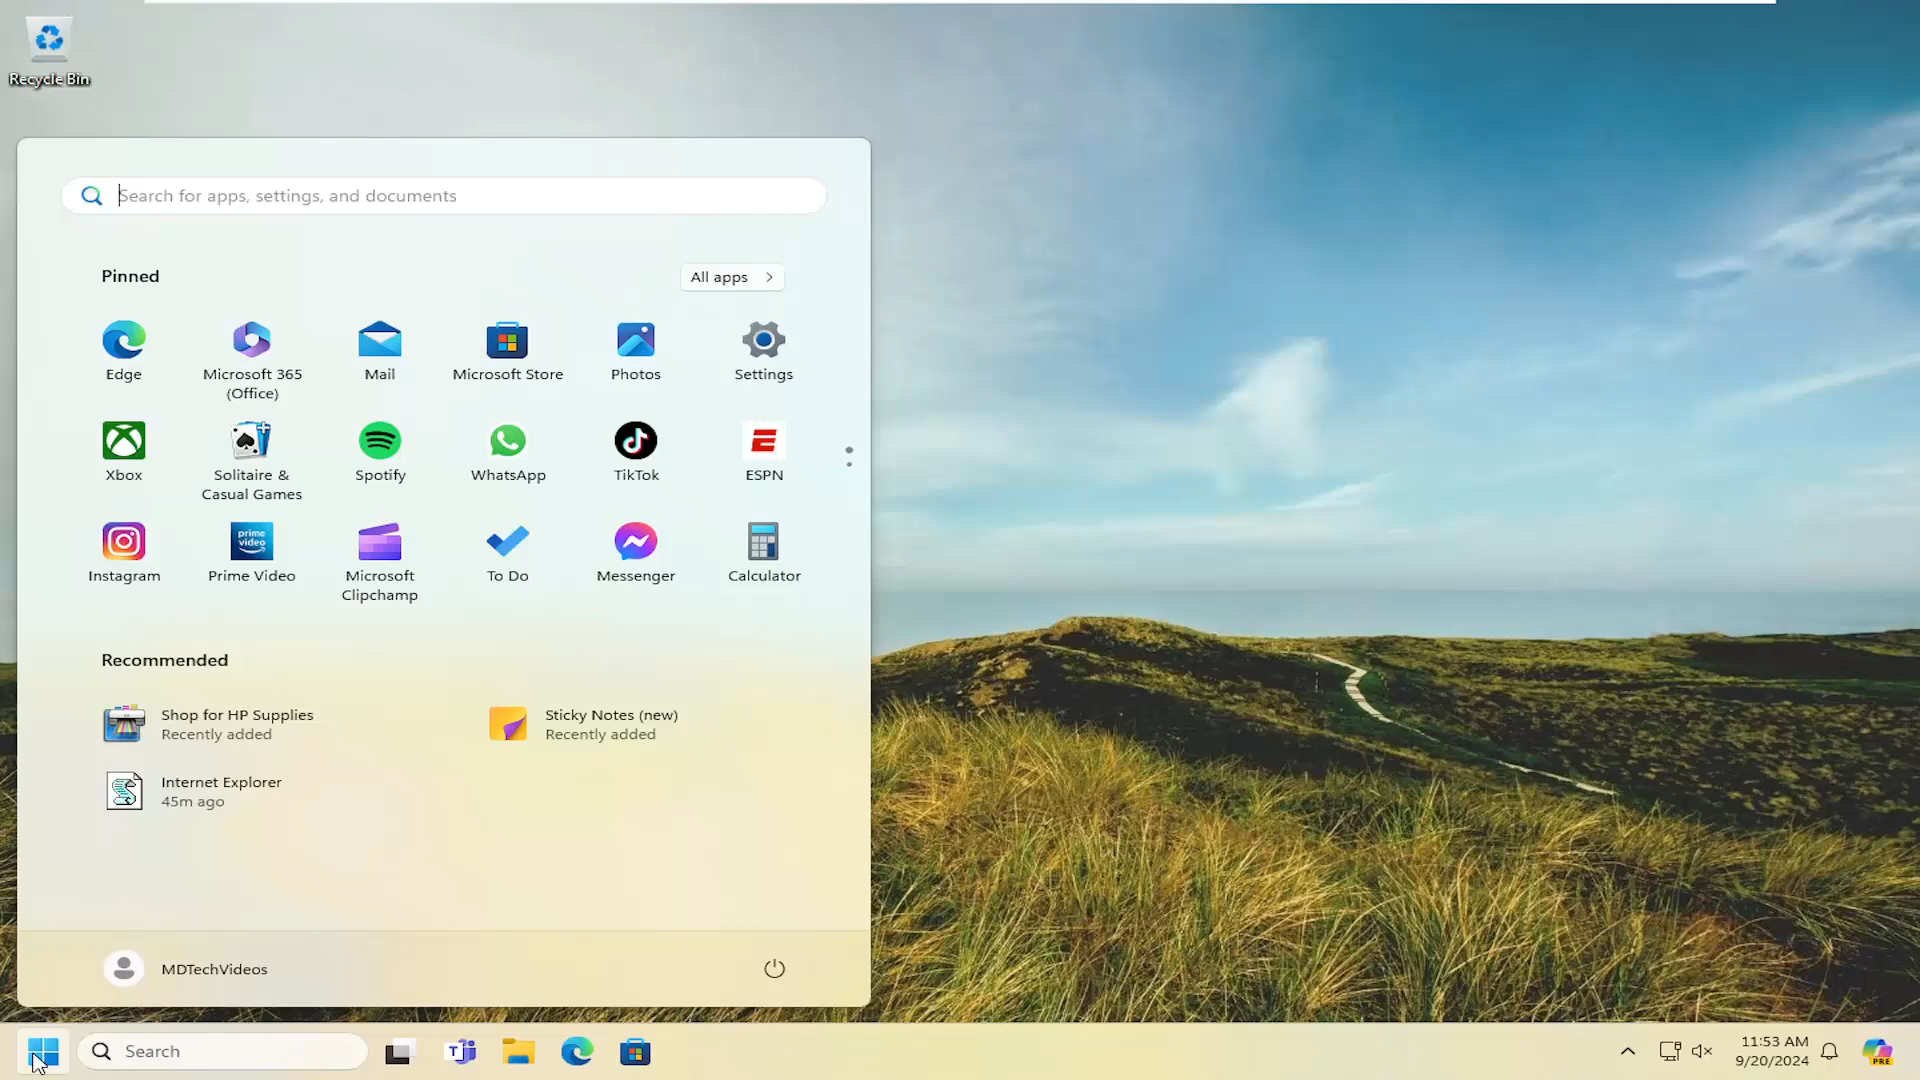 Recycle Bin
Search for apps, settings, and documents
Pinned
All apps
Edge
Microsoft 365
(Office)
Mail
Microsoft Store
Photos
Settings
Xbox
Solitaire &
Casual Games
Spotify
WhatsApp
TikTok
ESPN
prime
video
Instagram
Prime Video
Microsoft
Clipchamp
To Do
Messenger
Calculator
Recommended
Shop for HP Supplies
Recently added
Sticky Notes (new)
Recently added
Internet Explorer
45m ago
MDTechVideos
Search
11:53 AM
9/20/2024
PRE